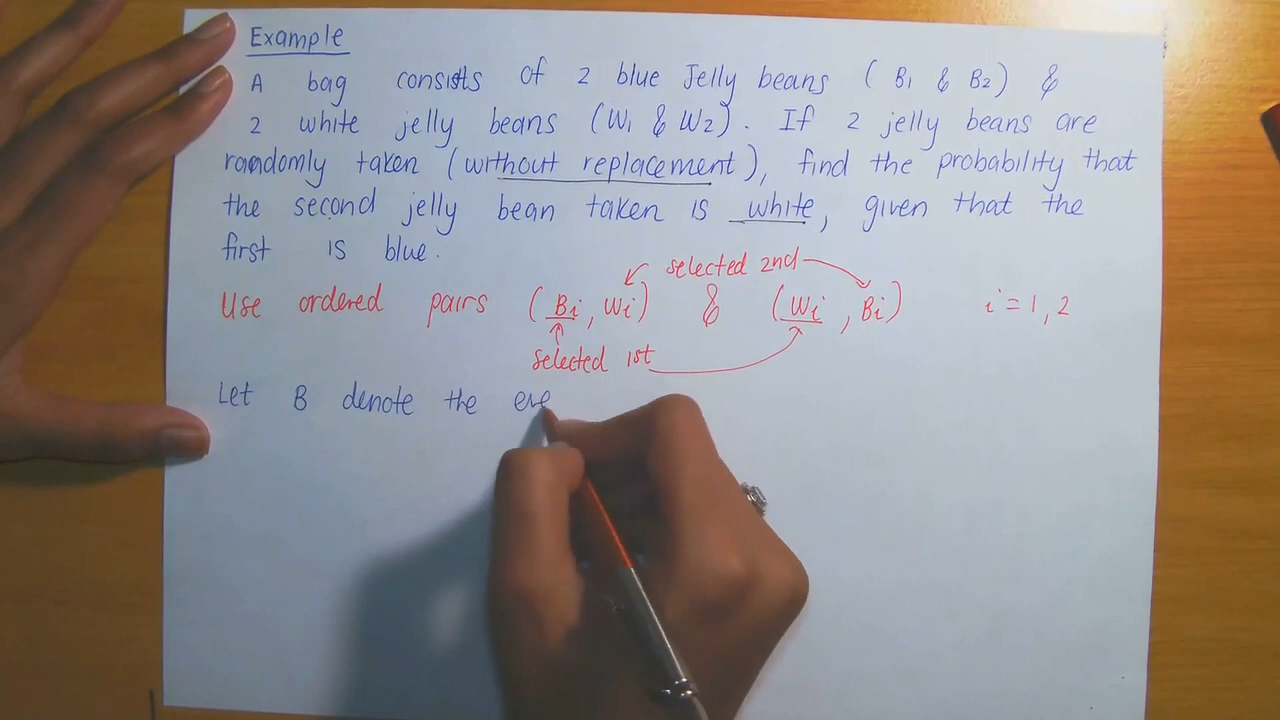 Example
A bag consists of 2 blue Jelly beans (B1 & B2) &
2 white jelly beans (W1 & W2). If 2 jelly beans are
randomly taken (without replacement), find the probability that
the second jelly bean taken is white, given that the
first is blue.
selected 2nd
Use ordered pairs (Bi, Wi) & (Wi, Bi) i = 1, 2
selected 1st
Let B denote the eve